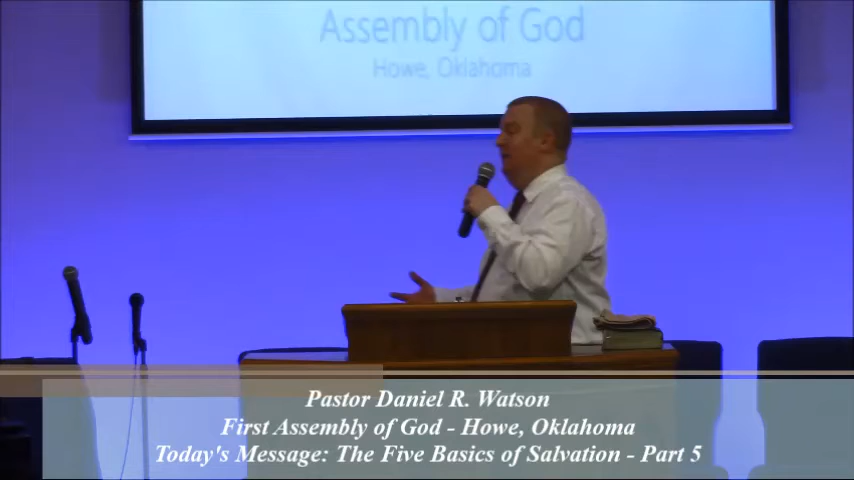 Assembly of God
Howe, Oklahoma
Pastor Daniel R. Watson
First Assembly of God - Howe, Oklahoma
Today's Message: The Five Basics of Salvation - Part 5